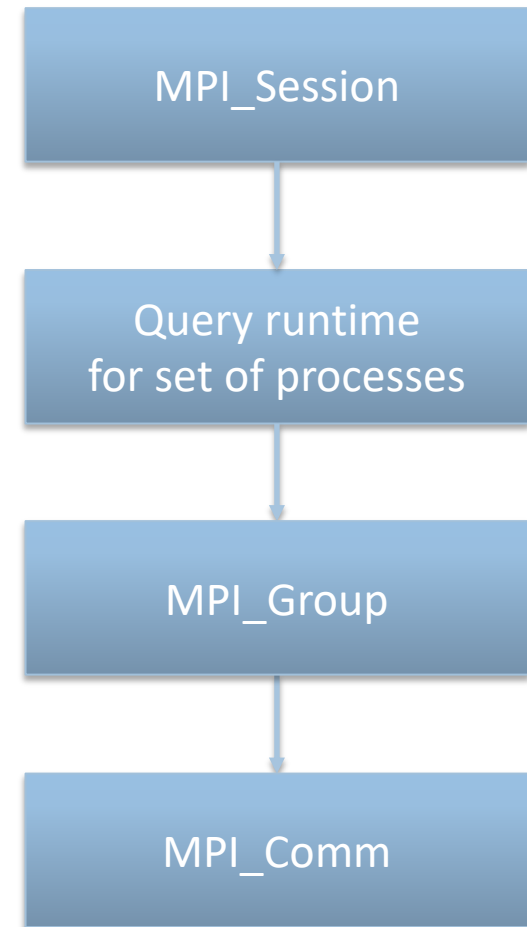 MPI_Session
Query runtime
for set of processes
MPI_Group
MPI_Comm